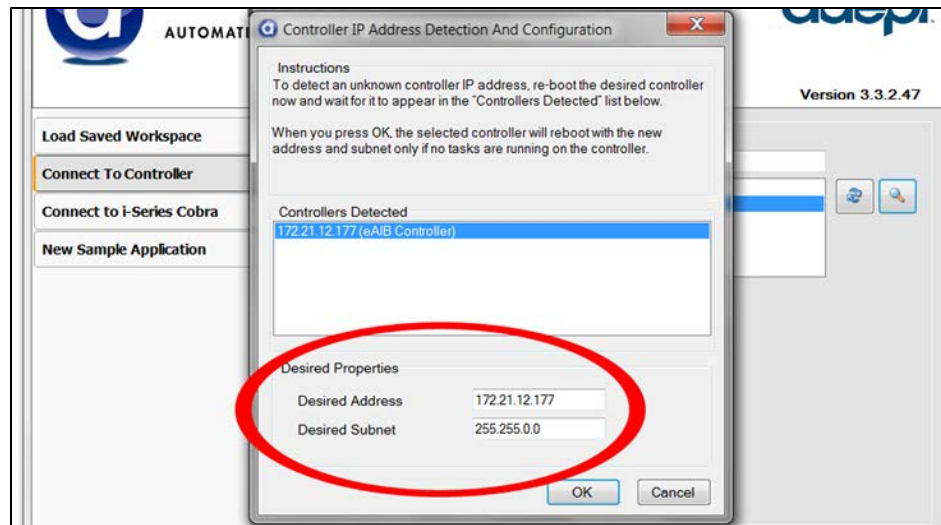 AUTOMATI
Controller IP Address Detection And Configuration
adept.
Version 3.3.2.47
Instructions
To detect an unknown controller IP address, re-boot the desired controller
now and wait for it to appear in the "Controllers Detected" list below.
When you press OK, the selected controller will reboot with the new
address and subnet only if no tasks are running on the controller.
Load Saved Workspace
Connect To Controller
Connect to i-Series Cobra
New Sample Application
Controllers Detected
172.21.12.177 (eAIB Controller)
Desired Properties
Desired Address 172.21.12.177
Desired Subnet 255.255.0.0
OK Cancel